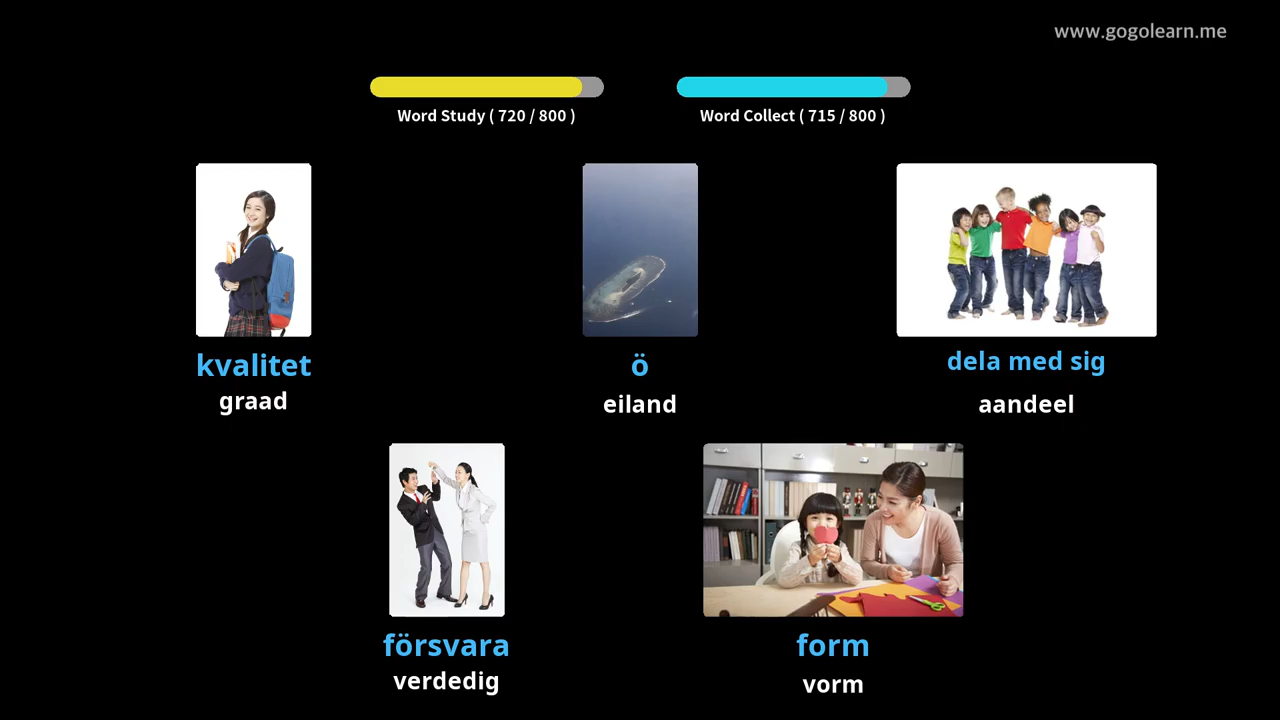 www.gogolearn.me
Word Study ( 720 / 800 )
Word Collect ( 715 / 800 )
kvalitet
graad
ö
eiland
dela med sig
aandeel
försvara
verdedig
form
vorm